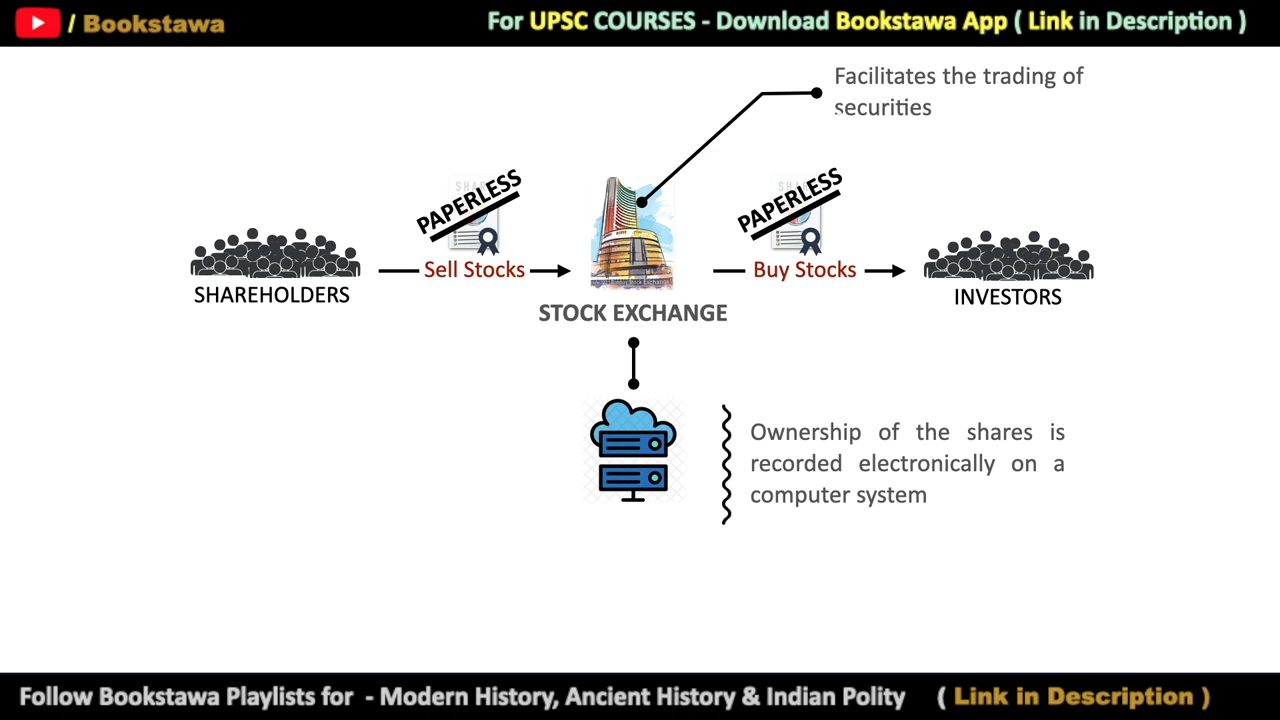 / Bookstawa
For UPSC COURSES - Download Bookstawa App ( Link in Description )
Facilitates the trading of
securities
PAPERLESS
PAPERLESS
Sell Stocks
Buy Stocks
SHAREHOLDERS
INVESTORS
STOCK EXCHANGE
Ownership of the shares is
recorded electronically on a
computer system
Follow Bookstawa Playlists for - Modern History, Ancient History & Indian Polity ( Link in Description )